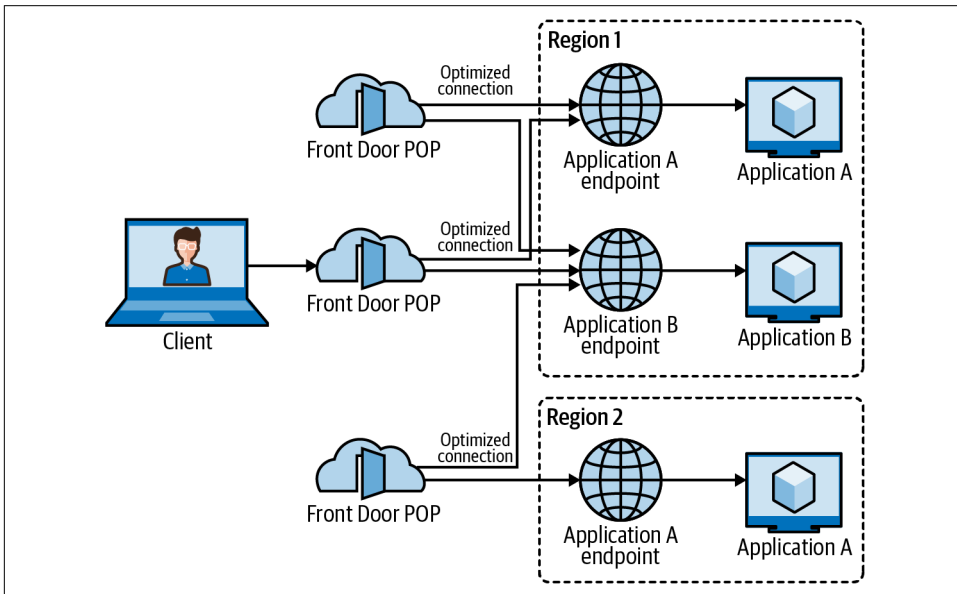 Region 1
Optimized
connection
Front Door POP
Application A
endpoint
Application A
Optimized
connection
Client
Front Door POP
Application B
endpoint
Application B
Region 2
Optimized
connection
Front Door POP
Application A
endpoint
Application A